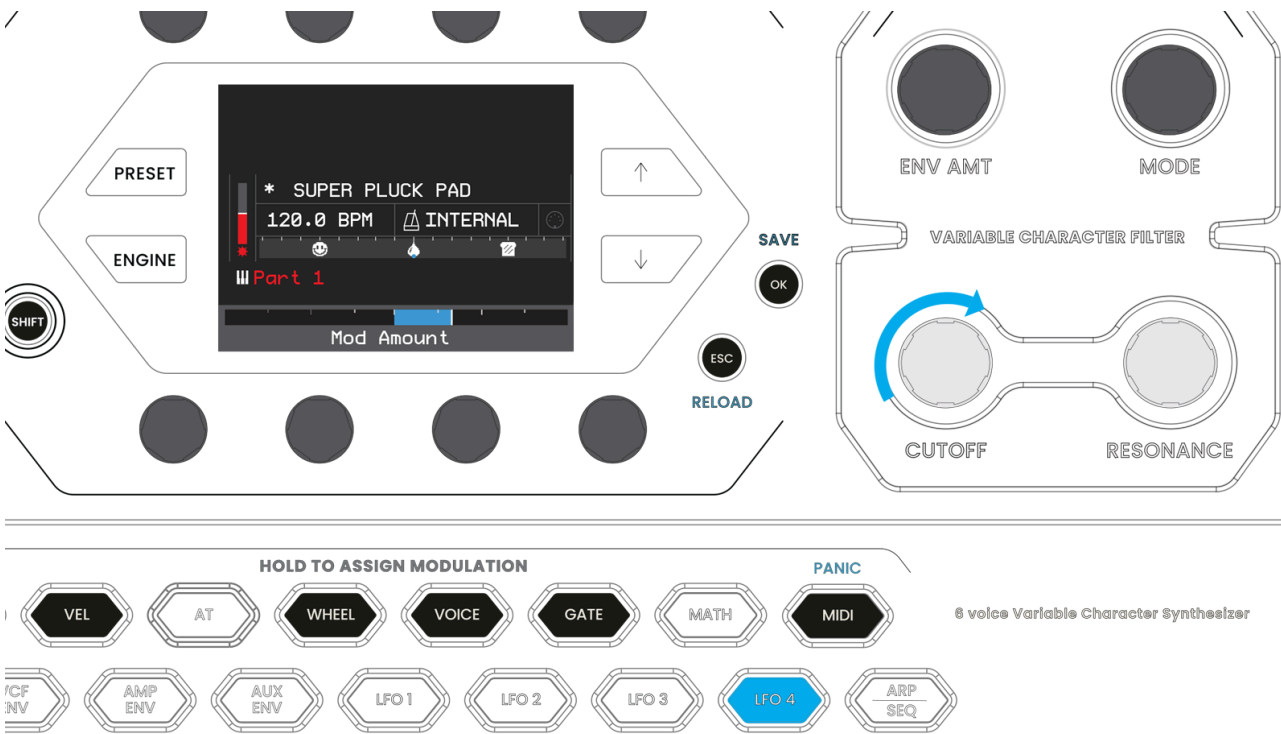 PRESET
ENGINE
SHIFT
* SUPER PLUCK PAD
120.0 BPM
INTERNAL
Part 1
Mod Amount
↑
↓
SAVE
OK
ESC
RELOAD
ENV AMT
MODE
VARIABLE CHARACTER FILTER
CUTOFF
RESONANCE
HOLD TO ASSIGN MODULATION
PANIC
VEL
AT
WHEEL
VOICE
GATE
MATH
MIDI
6 voice Variable Character Synthesizer
VCF
ENV
AMP
ENV
AUX
ENV
LFO 1
LFO 2
LFO 3
LFO 4
ARP
SEQ